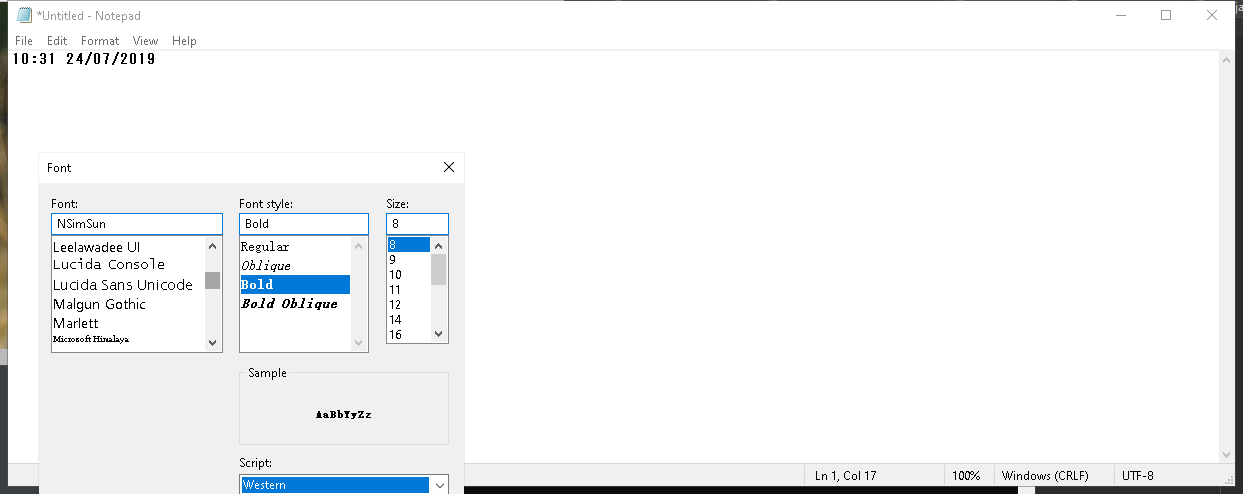 *Untitled - Notepad
File Edit Format View Help
10:31 24/07/2019
Font
Font: Font style: Size:
NSimSun Bold 8
Leelawadee UI Regular 8
Lucida Console Oblique 9
Lucida Sans Unicode Bold 10
Malgun Gothic Bold Oblique 11
Marlett 12
Microsoft Himalaya 14
16
Sample
AaBbYyZz
Script:
Western
Ln 1, Col 17 100% Windows (CRLF) UTF-8